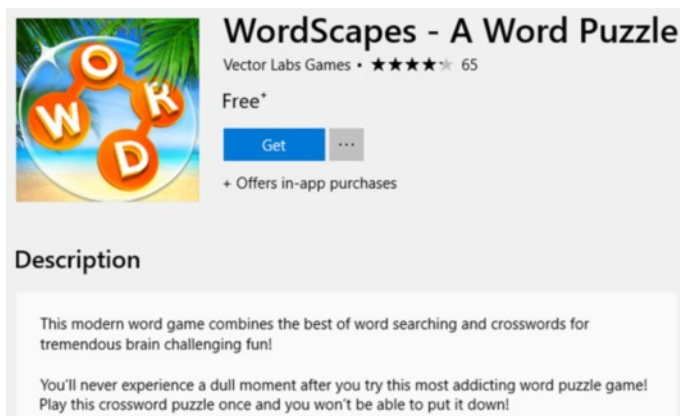 W O R D
WordScapes - A Word Puzzle
Vector Labs Games • ★★★★★ 65
Free⁺
Get
...
+ Offers in-app purchases
Description
This modern word game combines the best of word searching and crosswords for
tremendous brain challenging fun!
You'll never experience a dull moment after you try this most addicting word puzzle game!
Play this crossword puzzle once and you won't be able to put it down!